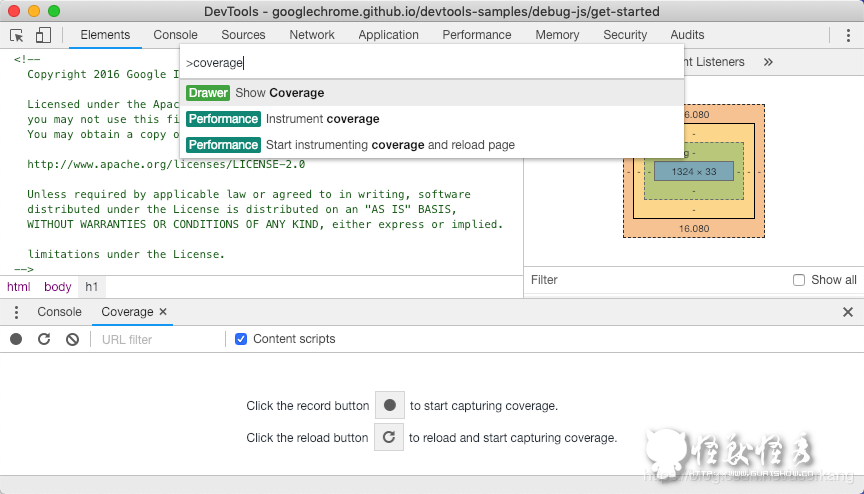 DevTools - googlechrome.github.io/devtools-samples/debug-js/get-started
Elements Console Sources Network Application Performance Memory Security Audits
<!--
Copyright 2016 Google
>coverage
nt Listeners »
Drawer Show Coverage
Performance Instrument coverage
Performance Start instrumenting coverage and reload page
Licensed under the Apac
you may not use this fi
You may obtain a copy o
http://www.apache.org/licenses/LICENSE-2.0
Unless required by applicable law or agreed to in writing, software
distributed under the License is distributed on an "AS IS" BASIS,
WITHOUT WARRANTIES OR CONDITIONS OF ANY KIND, either express or implied.
limitations under the License.
-->
16.080
-
g -
- - - 1324 × 33 - - -
-
-
16.080
html body h1
Filter Show all
Console Coverage ×
URL filter Content scripts
Click the record button to start capturing coverage.
Click the reload button to reload and start capturing coverage.
怪兽怪秀